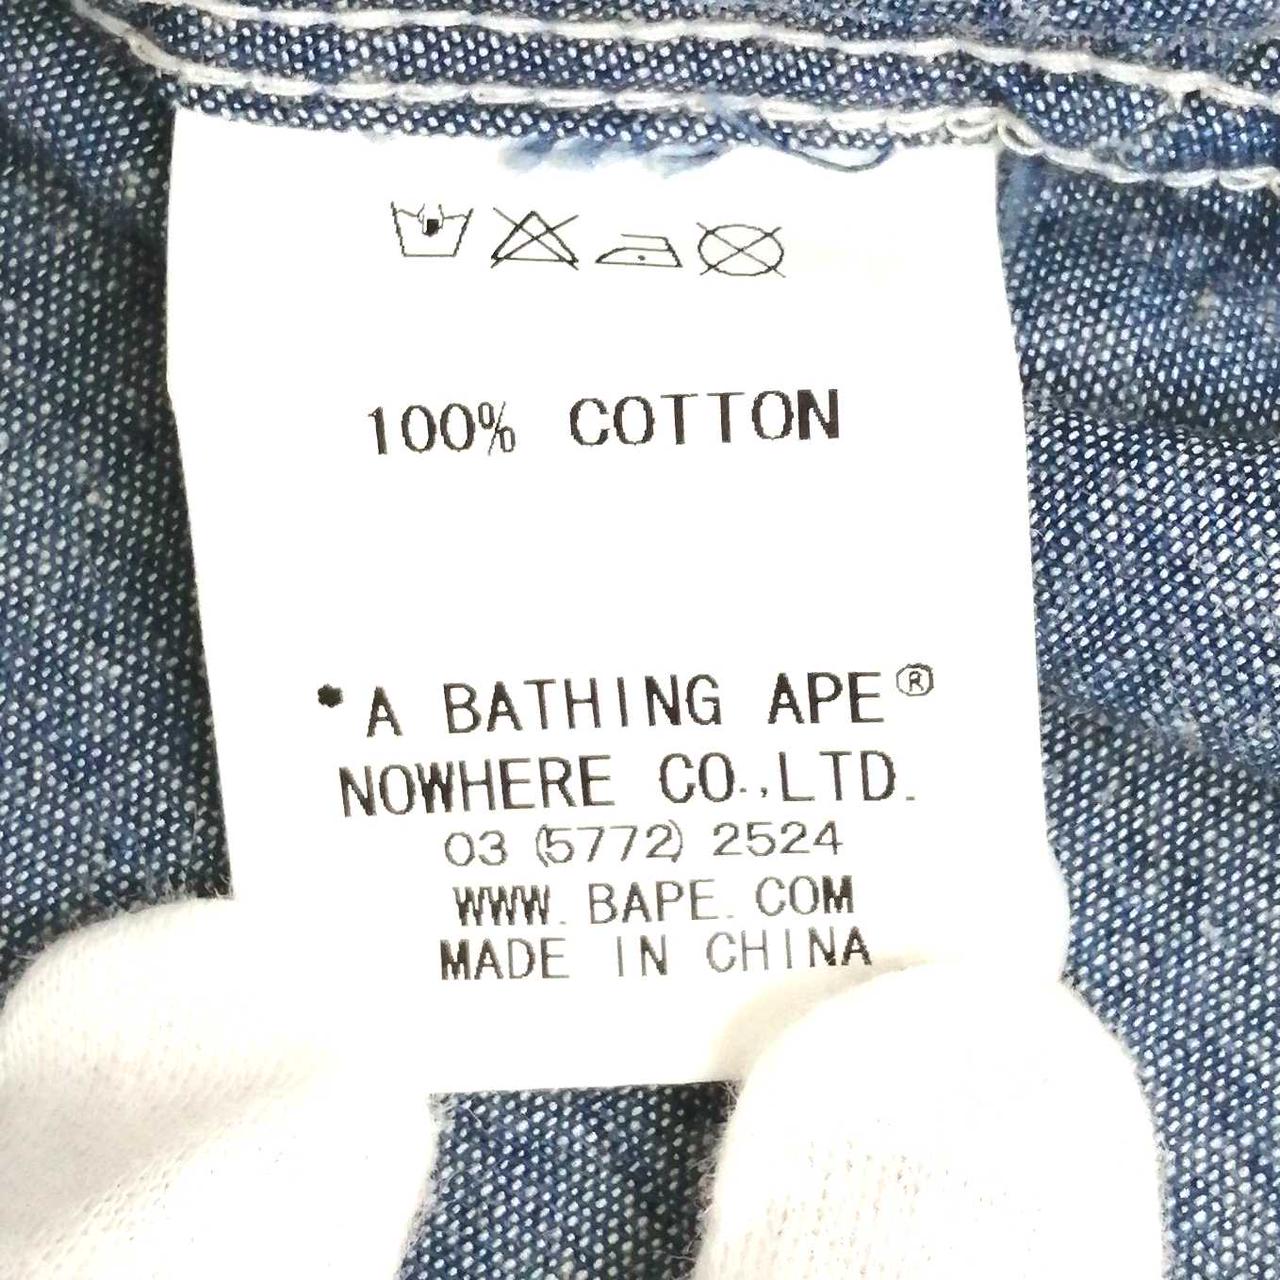 100% COTTON
A BATHING APE®
NOWHERE CO.,LTD.
03 (5772) 2524
WWW.BAPE.COM
MADE IN CHINA